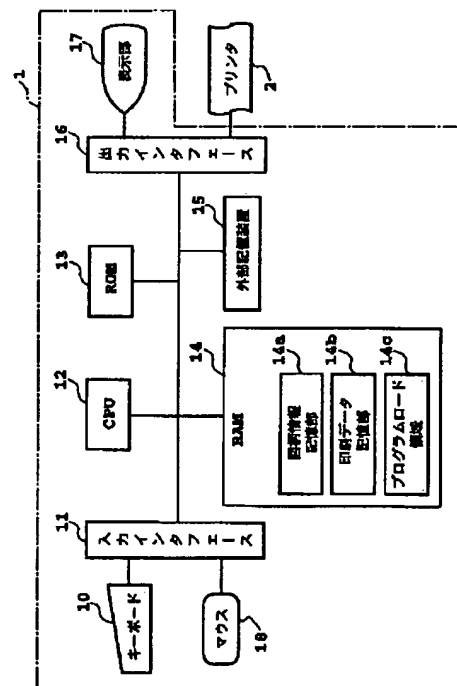 1
17
表示部
16
出力インタフェース
プリンタ
2
15
外部記憶装置
13
ROM
12
CPU
14
RAM
14a
図柄情報
記憶部
14b
印刷データ
記憶部
14c
プログラムロード
領域
11
入力インタフェース
10
キーボード
マウス
18